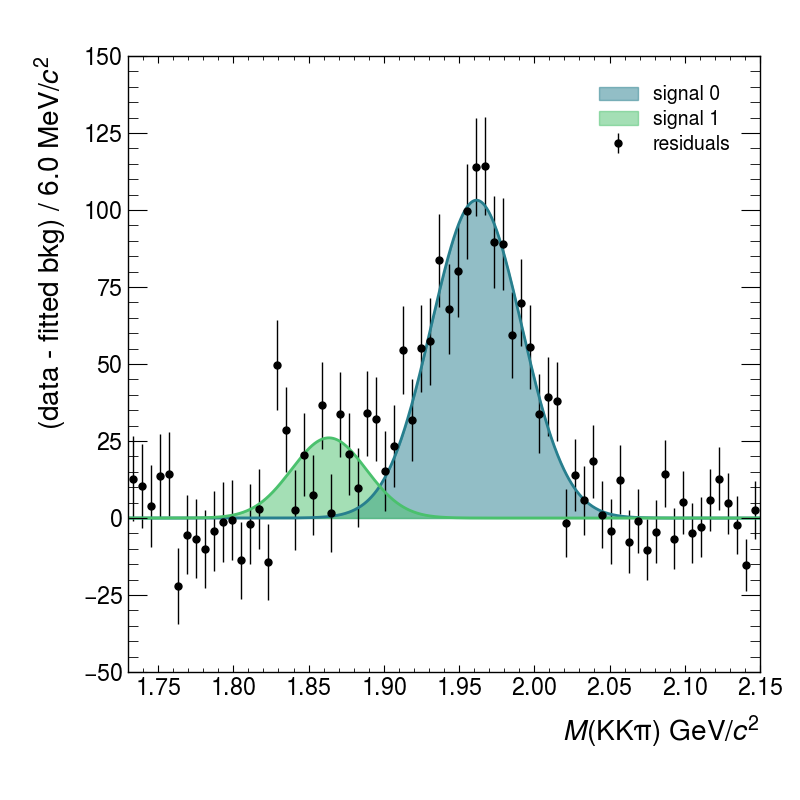 (data - fitted bkg) / 6.0 MeV/c²
150
125
100
75
50
25
0
−25
−50
signal 0
signal 1
residuals
1.75 1.80 1.85 1.90 1.95 2.00 2.05 2.10 2.15
M(KKπ) GeV/c²